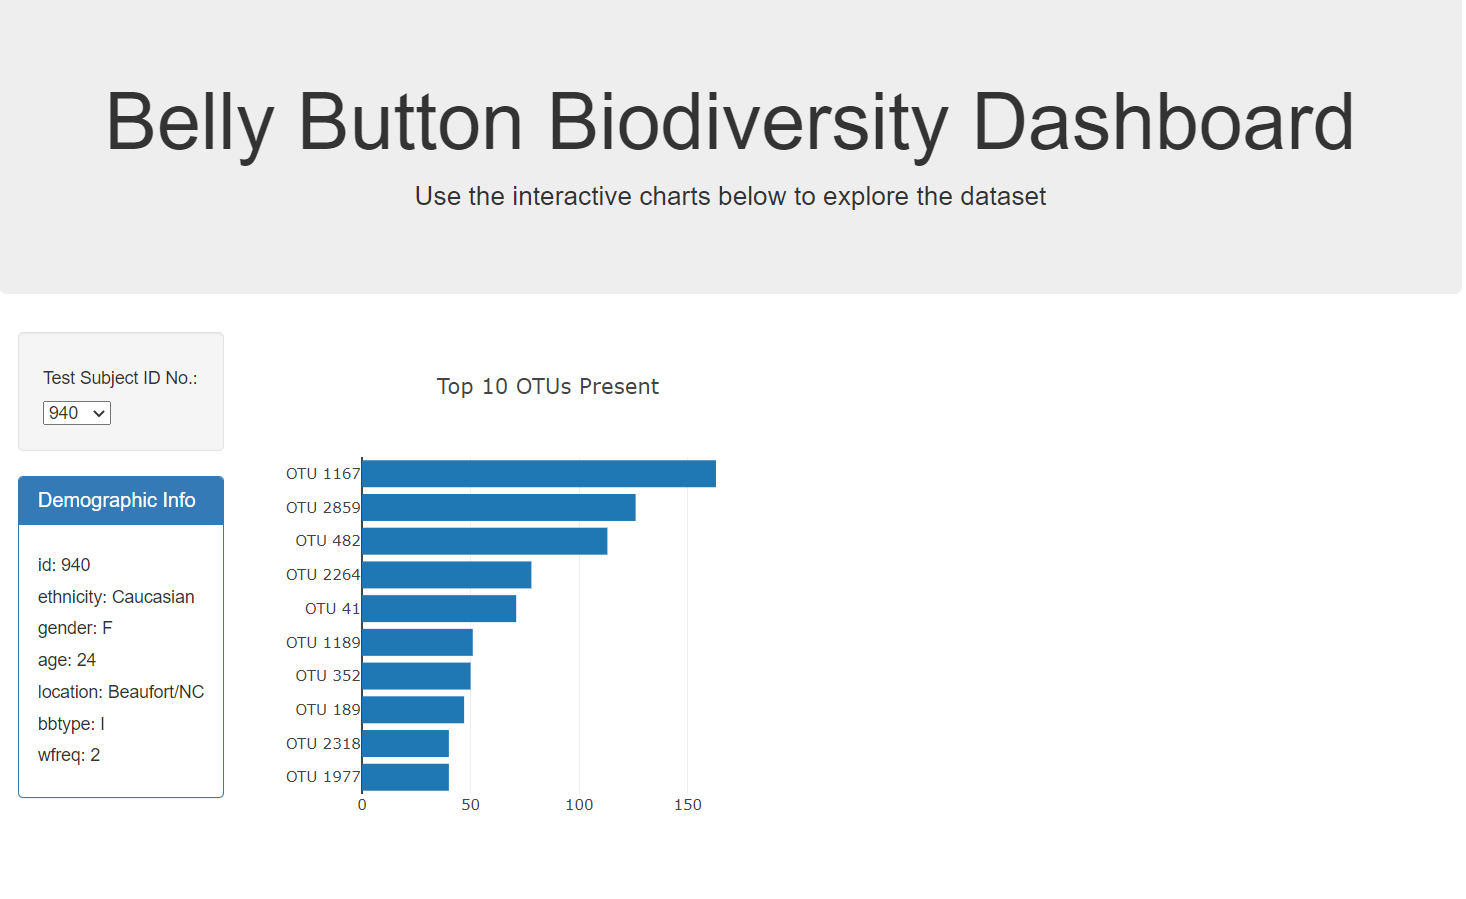 Belly Button Biodiversity Dashboard
Use the interactive charts below to explore the dataset
Test Subject ID No.:
940
Demographic Info
id: 940
ethnicity: Caucasian
gender: F
age: 24
location: Beaufort/NC
bbtype: I
wfreq: 2
Top 10 OTUs Present
OTU 1167
OTU 2859
OTU 482
OTU 2264
OTU 41
OTU 1189
OTU 352
OTU 189
OTU 2318
OTU 1977
0 50 100 150